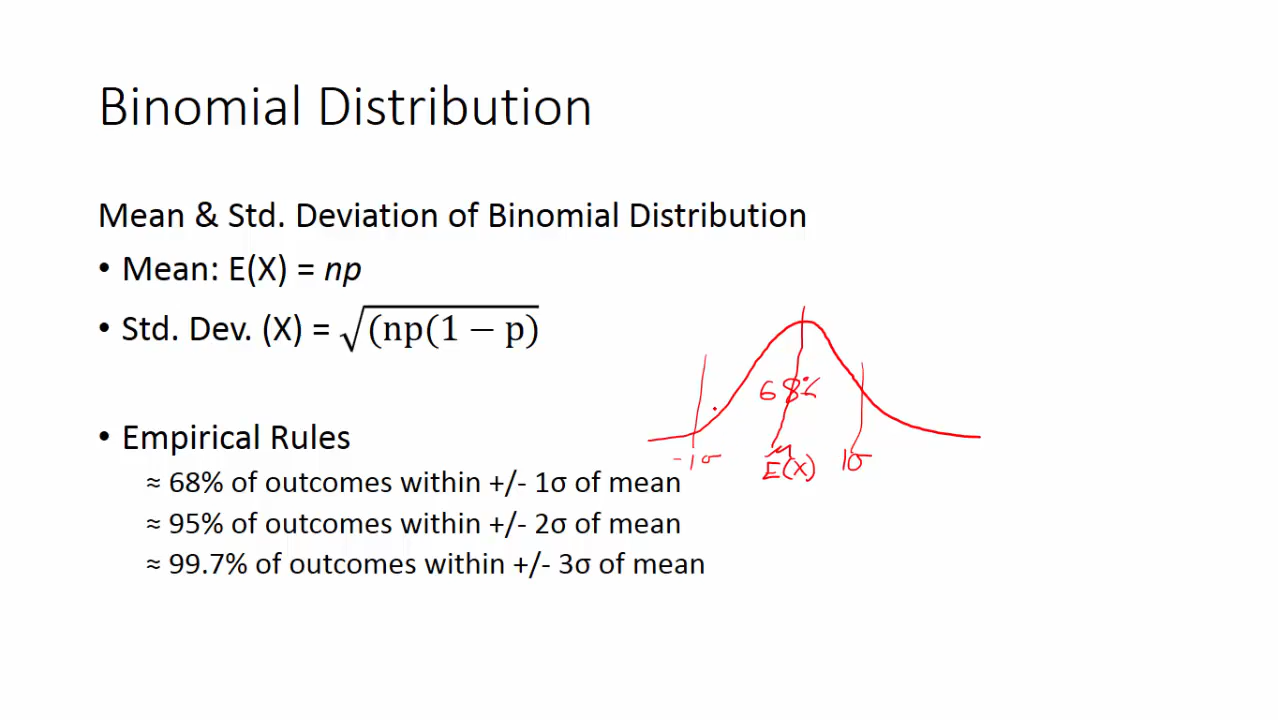 Binomial Distribution
Mean & Std. Deviation of Binomial Distribution
• Mean: E(X) = np
• Std. Dev. (X) = √(np(1 − p)
• Empirical Rules
≈ 68% of outcomes within +/- 1σ of mean
≈ 95% of outcomes within +/- 2σ of mean
≈ 99.7% of outcomes within +/- 3σ of mean
68%
μ
-1σ
E(X)
1σ